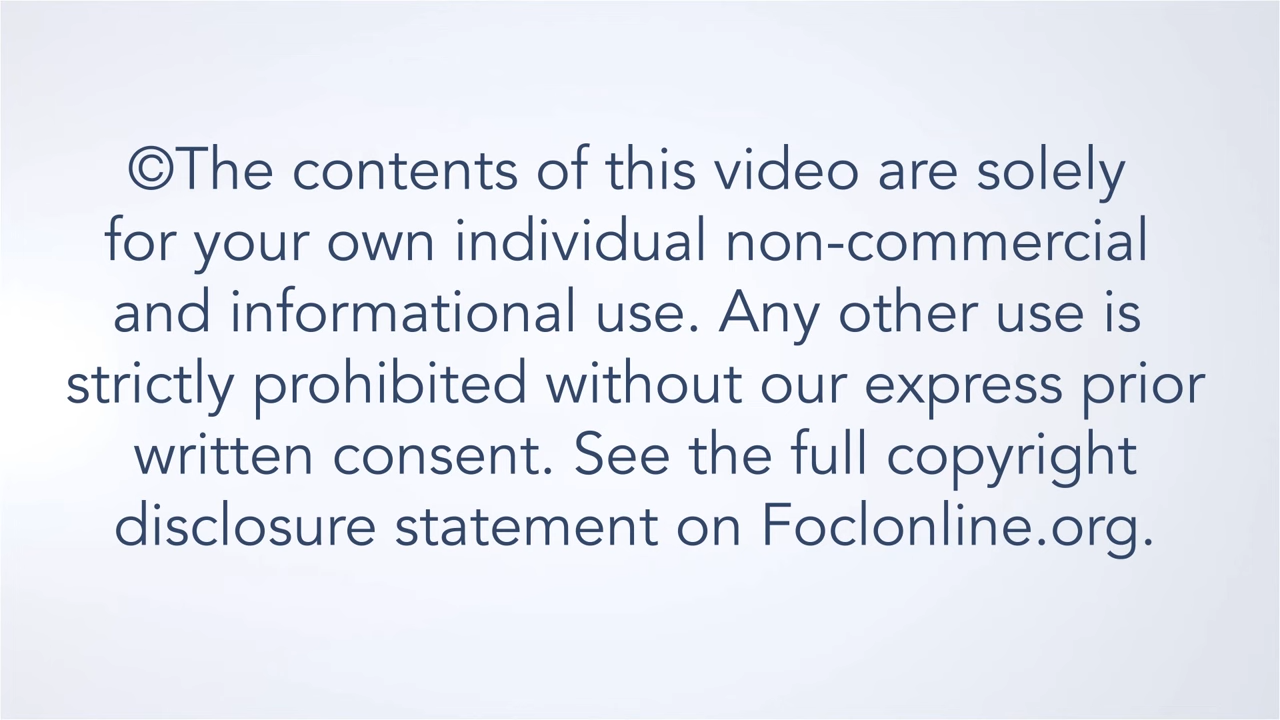 ©The contents of this video are solely
for your own individual non-commercial
and informational use. Any other use is
strictly prohibited without our express prior
written consent. See the full copyright
disclosure statement on Foclonline.org.